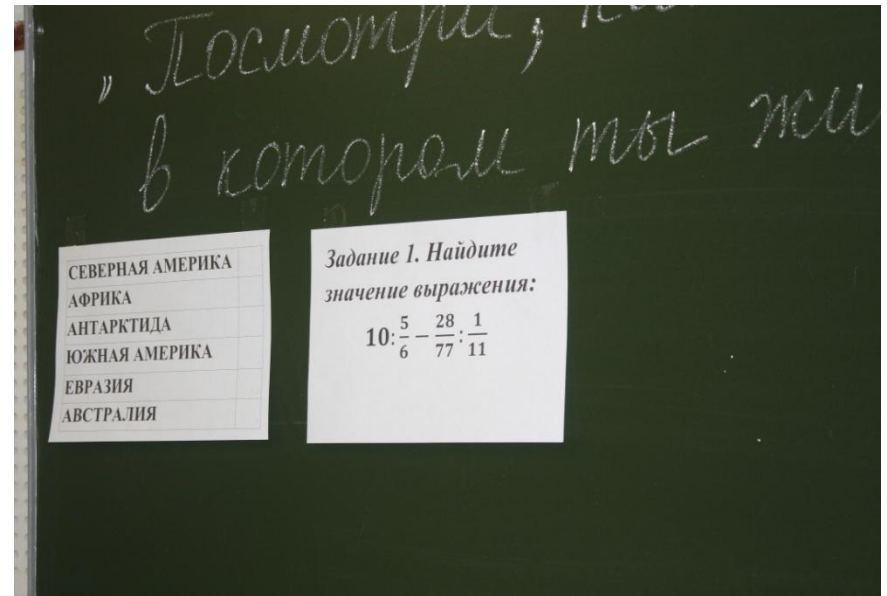 „Посмотри,
в котором ты
СЕВЕРНАЯ АМЕРИКА
АФРИКА
АНТАРКТИДА
ЮЖНАЯ АМЕРИКА
ЕВРАЗИЯ
АВСТРАЛИЯ
Задание 1. Найдите
значение выражения:
10:5/6 − 28/77:1/11